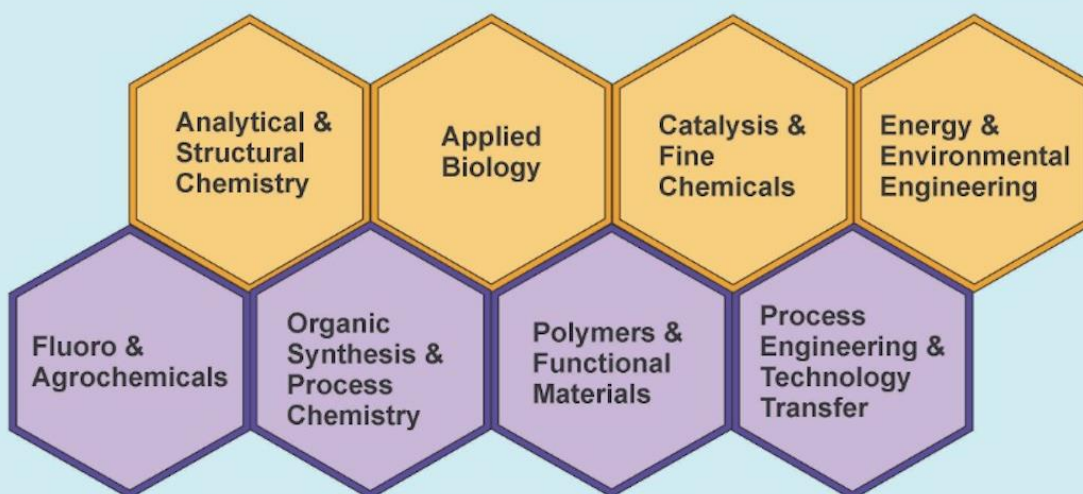 Analytical &
Structural
Chemistry
Applied
Biology
Catalysis &
Fine
Chemicals
Energy &
Environmental
Engineering
Fluoro &
Agrochemicals
Organic
Synthesis &
Process
Chemistry
Polymers &
Functional
Materials
Process
Engineering &
Technology
Transfer